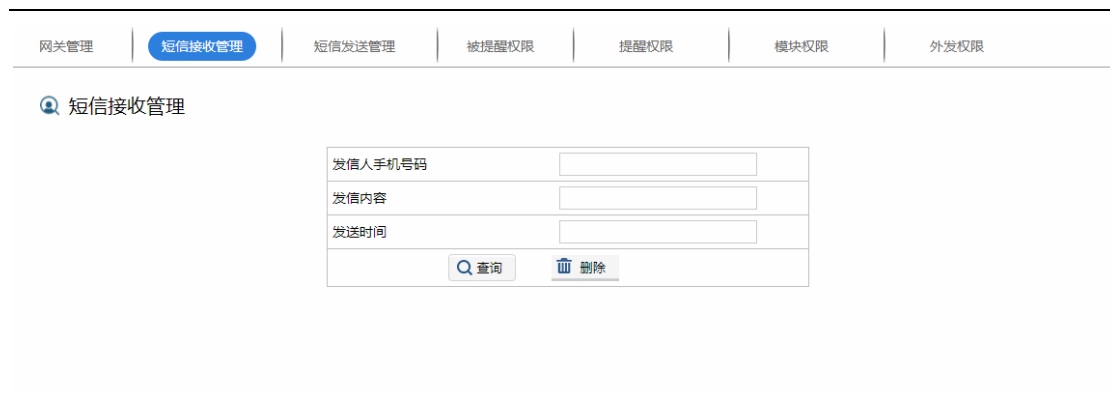 网关管理 短信接收管理 短信发送管理 被提醒权限 提醒权限 模块权限 外发权限
短信接收管理
发信人手机号码
发信内容
发送时间
查询 删除